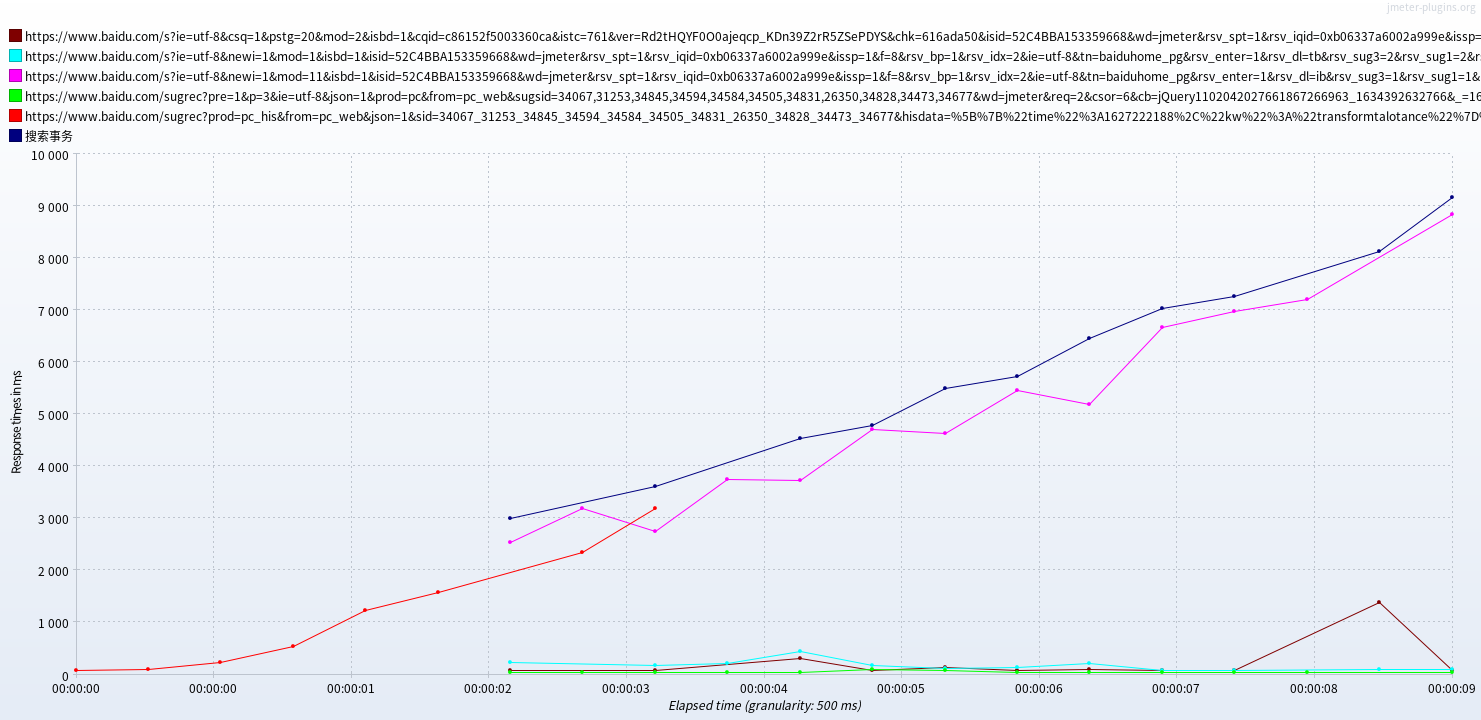 jmeter-plugins.org
https://www.baidu.com/s?ie=utf-8&csq=1&pstg=20&mod=2&isbd=1&cqid=c86152f5003360ca&istc=761&ver=Rd2tHQYF0O0ajeqcp_KDn39Z2rR5ZSePDYS&chk=616ada50&isid=52C4BBA153359668&wd=jmeter&rsv_spt=1&rsv_iqid=0xb06337a6002a999e&issp=
https://www.baidu.com/s?ie=utf-8&newi=1&mod=1&isbd=1&isid=52C4BBA153359668&wd=jmeter&rsv_spt=1&rsv_iqid=0xb06337a6002a999e&issp=1&f=8&rsv_bp=1&rsv_idx=2&ie=utf-8&tn=baiduhome_pg&rsv_enter=1&rsv_dl=tb&rsv_sug3=2&rsv_sug1=2&r
https://www.baidu.com/s?ie=utf-8&newi=1&mod=11&isbd=1&isid=52C4BBA153359668&wd=jmeter&rsv_spt=1&rsv_iqid=0xb06337a6002a999e&issp=1&f=8&rsv_bp=1&rsv_idx=2&ie=utf-8&tn=baiduhome_pg&rsv_enter=1&rsv_dl=ib&rsv_sug3=1&rsv_sug1=1&
https://www.baidu.com/sugrec?pre=1&p=3&ie=utf-8&json=1&prod=pc&from=pc_web&sugsid=34067,31253,34845,34594,34584,34505,34831,26350,34828,34473,34677&wd=jmeter&req=2&csor=6&cb=jQuery1102042027661867266963_1634392632766&_=16
https://www.baidu.com/sugrec?prod=pc_his&from=pc_web&json=1&sid=34067_31253_34845_34594_34584_34505_34831_26350_34828_34473_34677&hisdata=%5B%7B%22time%22%3A1627222188%2C%22kw%22%3A%22transformtalotance%22%7D%
搜索事务
10 000
9 000
8 000
7 000
6 000
5 000
4 000
3 000
2 000
1 000
0
Response times in ms
00:00:00 00:00:00 00:00:01 00:00:02 00:00:03 00:00:04 00:00:05 00:00:06 00:00:07 00:00:08 00:00:09
Elapsed time (granularity: 500 ms)